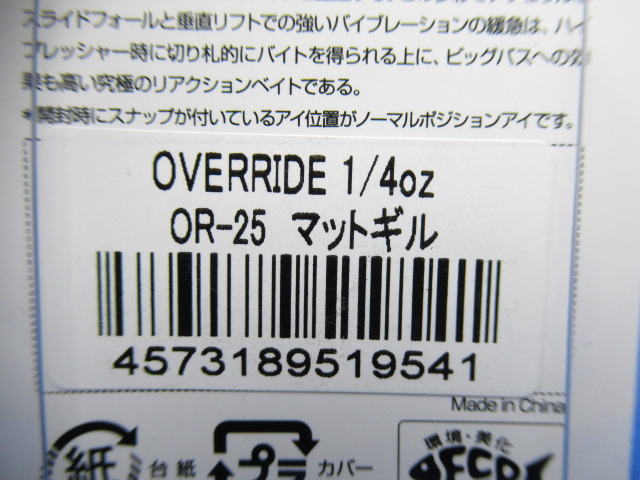 スライドフォールと垂直リフトでの強いバイブレーションの緩急は、ハイ
プレッシャー時に切り札的にバイトを得られる上に、ビッグバスへの効
果も高い究極のリアクションベイトである。
*開封時にスナップが付いているアイ位置がノーマルポジションアイです。
OVERRIDE 1/4oz
OR-25 マットギル
4573189519541
Made in China
紙 台紙
プラ カバー
環境・美化